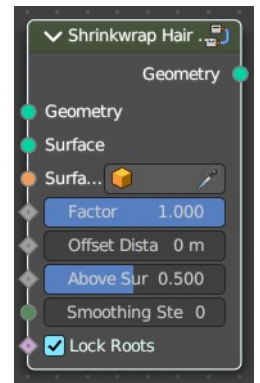 Shrinkwrap Hair ..
Geometry
Geometry
Surface
Surfa...
Factor 1.000
Offset Dista 0 m
Above Sur 0.500
Smoothing Ste 0
Lock Roots